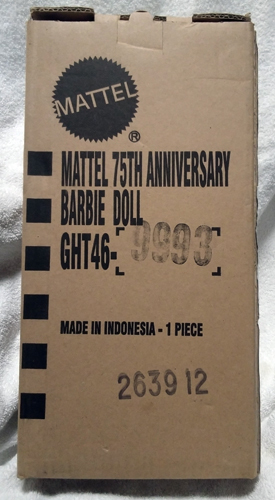 MATTEL
®
MATTEL 75TH ANNIVERSARY
BARBIE DOLL
GHT46-[9993]
MADE IN INDONESIA - 1 PIECE
263912